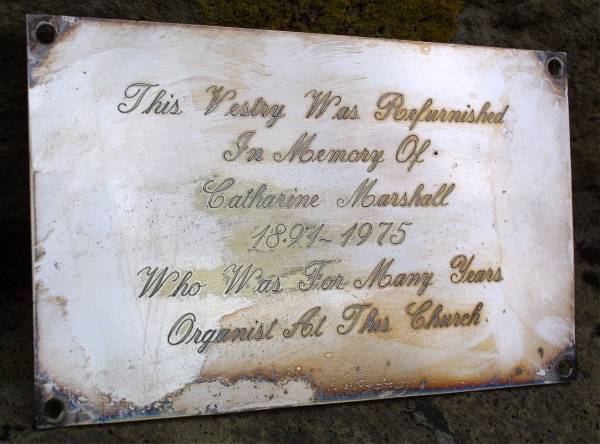 This Vestry Was Refurnished
In Memory Of
Catharine Marshall
1891-1975
Who Was For Many Years
Organist At This Church.